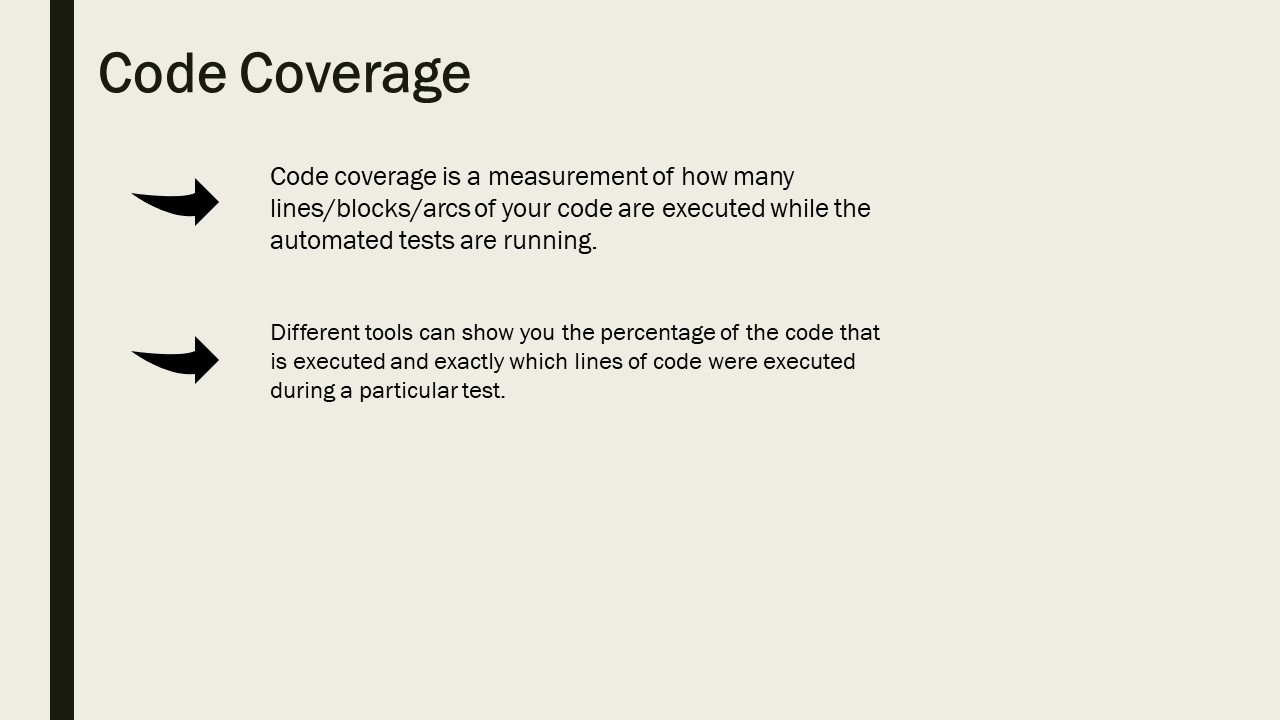 Code Coverage
Code coverage is a measurement of how many
lines/blocks/arcs of your code are executed while the
automated tests are running.
Different tools can show you the percentage of the code that
is executed and exactly which lines of code were executed
during a particular test.